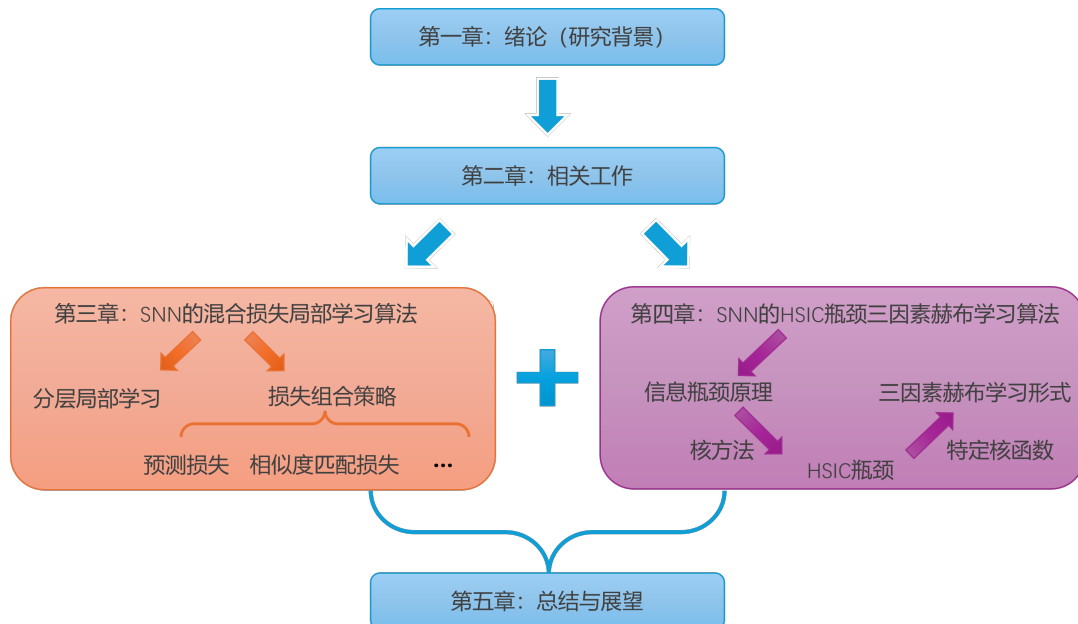 第一章：绪论（研究背景）
第二章：相关工作
第三章：SNN的混合损失局部学习算法
分层局部学习
损失组合策略
预测损失
相似度匹配损失
...
第四章：SNN的HSIC瓶颈三因素赫布学习算法
信息瓶颈原理
三因素赫布学习形式
核方法
特定核函数
HSIC瓶颈
第五章：总结与展望